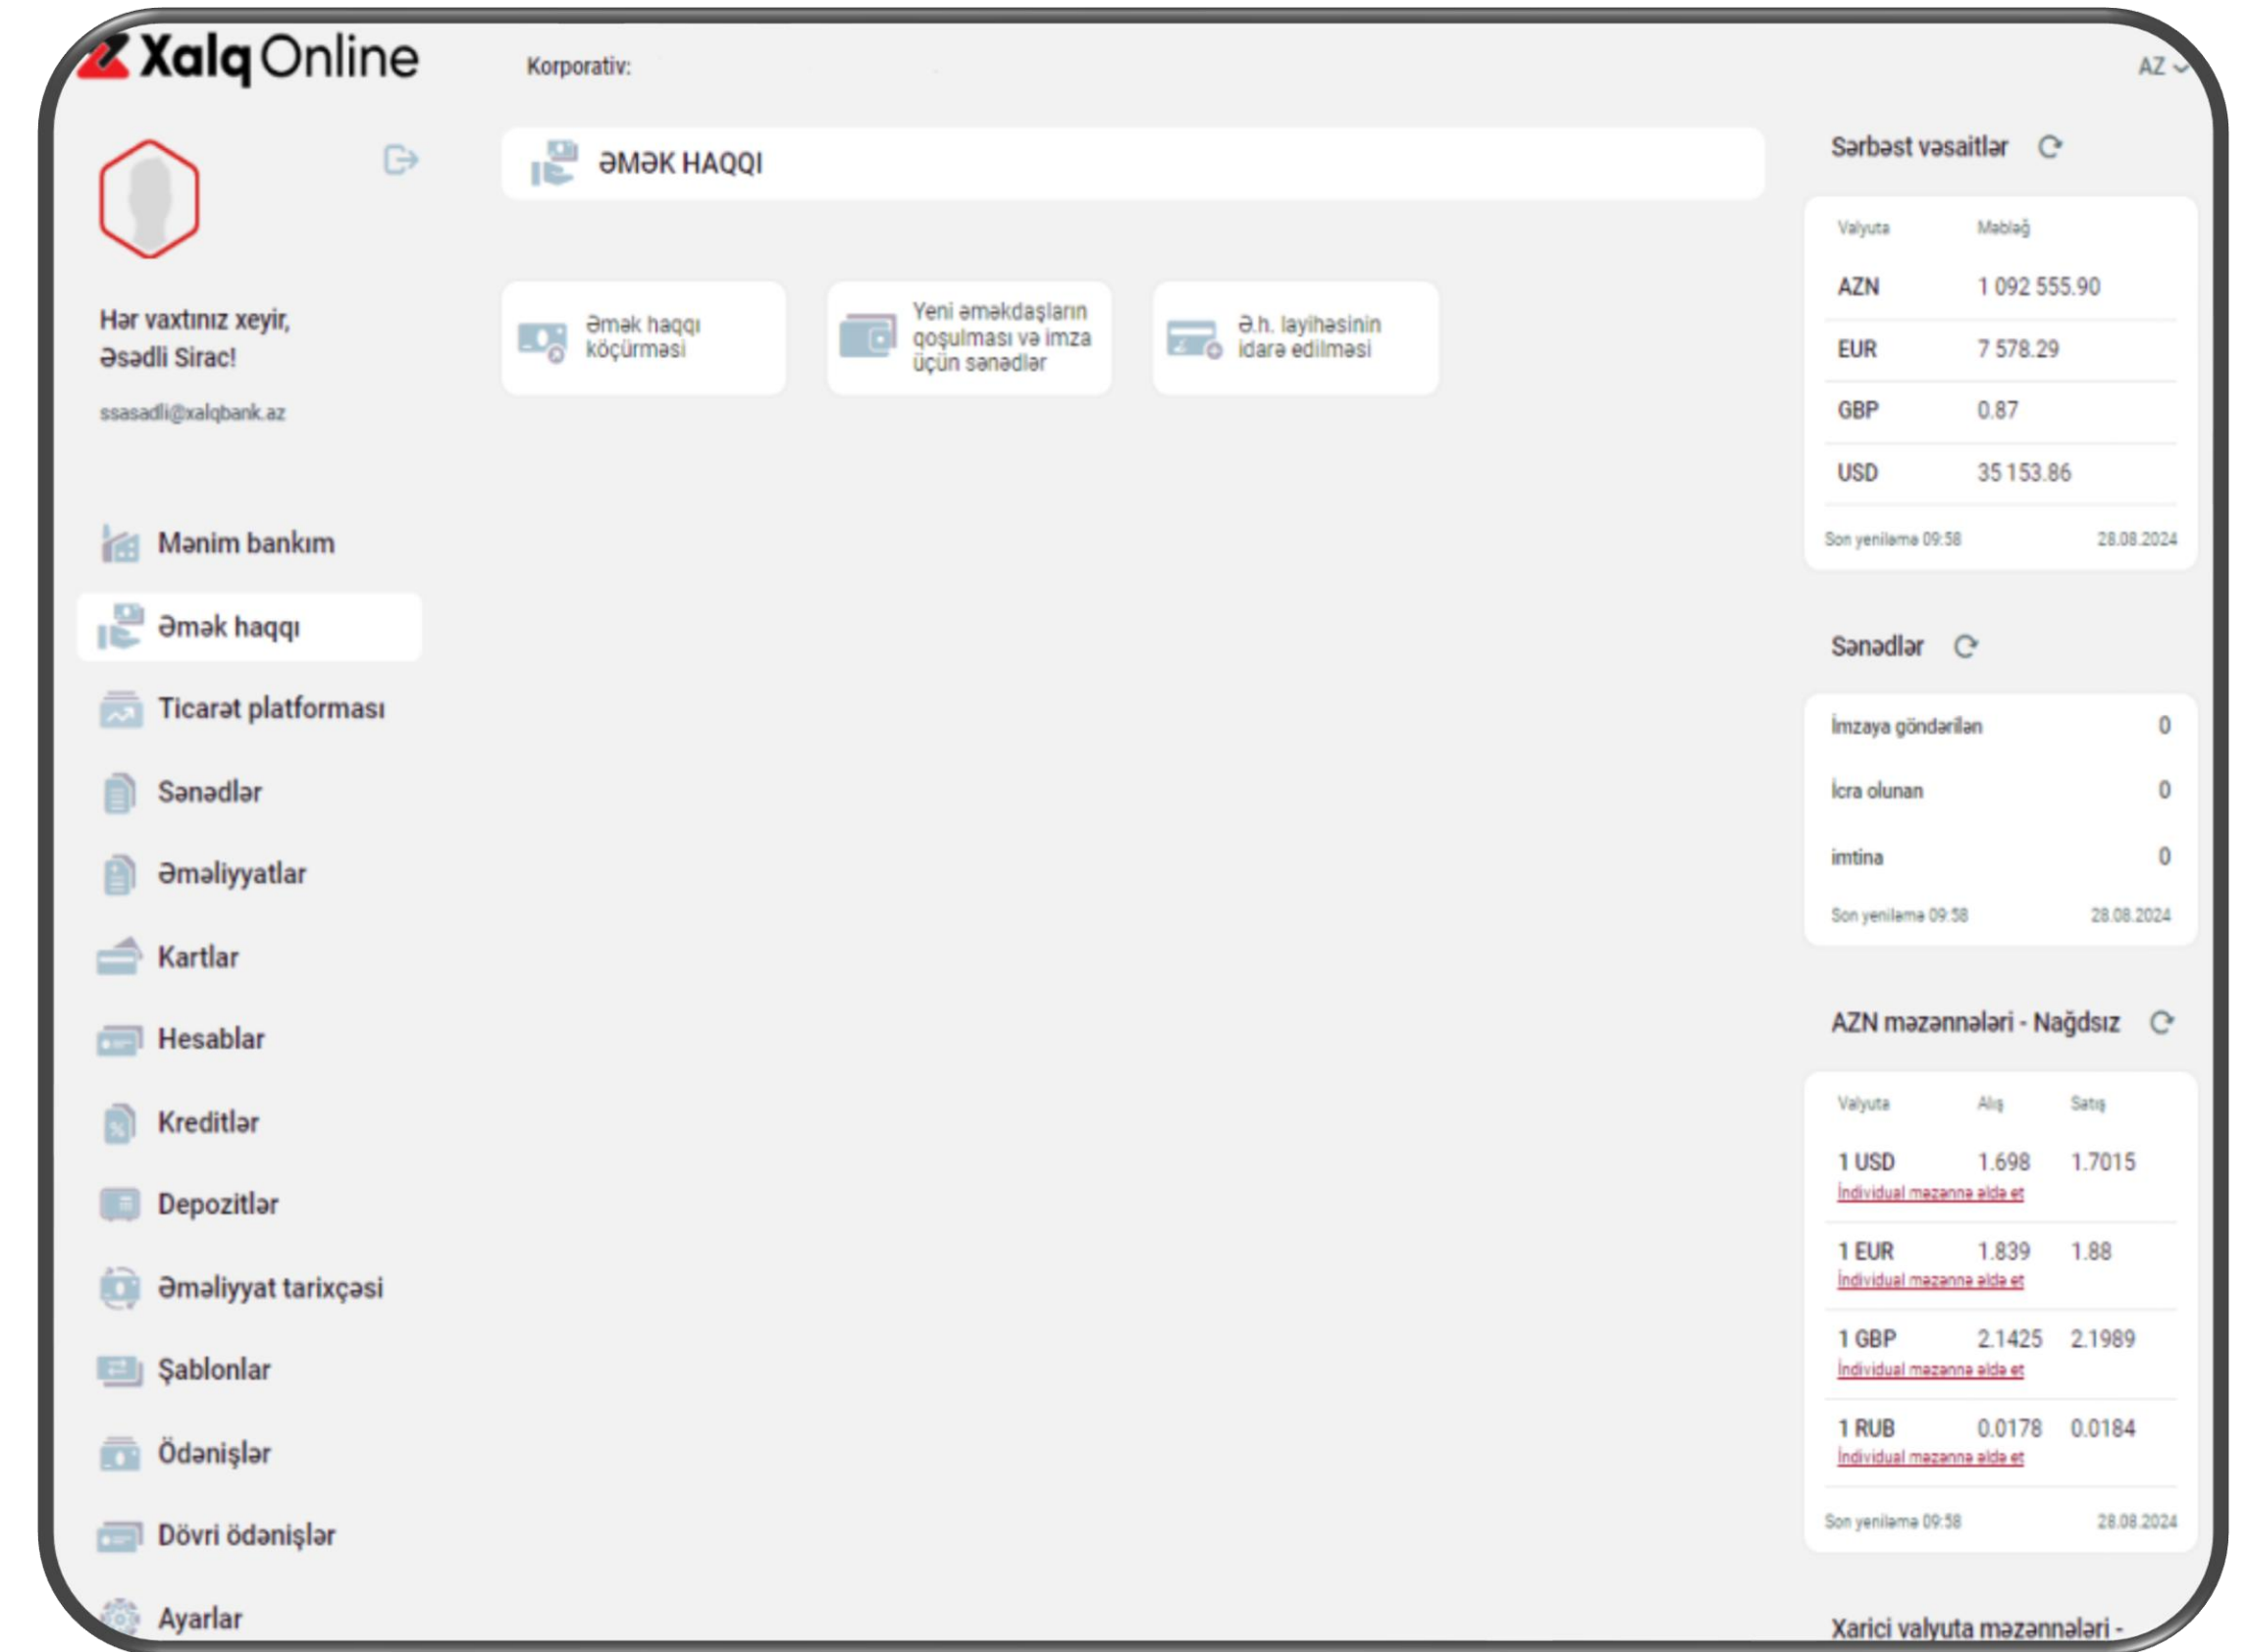 Xalq Online
Korporativ:
AZ
Hər vaxtınız xeyir,
Əsədli Sirac!
ssasadli@xalqbank.az
Mənim bankım
Əmək haqqı
Ticarət platforması
Sənədlər
Əməliyyatlar
Kartlar
Hesablar
Kreditlər
Depozitlər
Əməliyyat tarixçəsi
Şablonlar
Ödənişlər
Dövri ödənişlər
Ayarlar
ƏMƏK HAQQI
Əmək haqqı
köçürməsi
Yeni əməkdaşların
qoşulması və imza
üçün sənədlər
Ə.h. layihəsinin
idarə edilməsi
Sərbəst vəsaitlər
Valyuta Məbləğ
AZN 1 092 555.90
EUR 7 578.29
GBP 0.87
USD 35 153.86
Son yeniləmə 09:58 28.08.2024
Sənədlər
İmzaya göndərilən 0
İcra olunan 0
imtina 0
Son yeniləmə 09:58 28.08.2024
AZN məzənnələri - Nağdsız
Valyuta Alış Satış
1 USD 1.698 1.7015
İndividual məzənnə əldə et
1 EUR 1.839 1.88
İndividual məzənnə əldə et
1 GBP 2.1425 2.1989
İndividual məzənnə əldə et
1 RUB 0.0178 0.0184
İndividual məzənnə əldə et
Son yeniləmə 09:58 28.08.2024
Xarici valyuta məzənnələri -